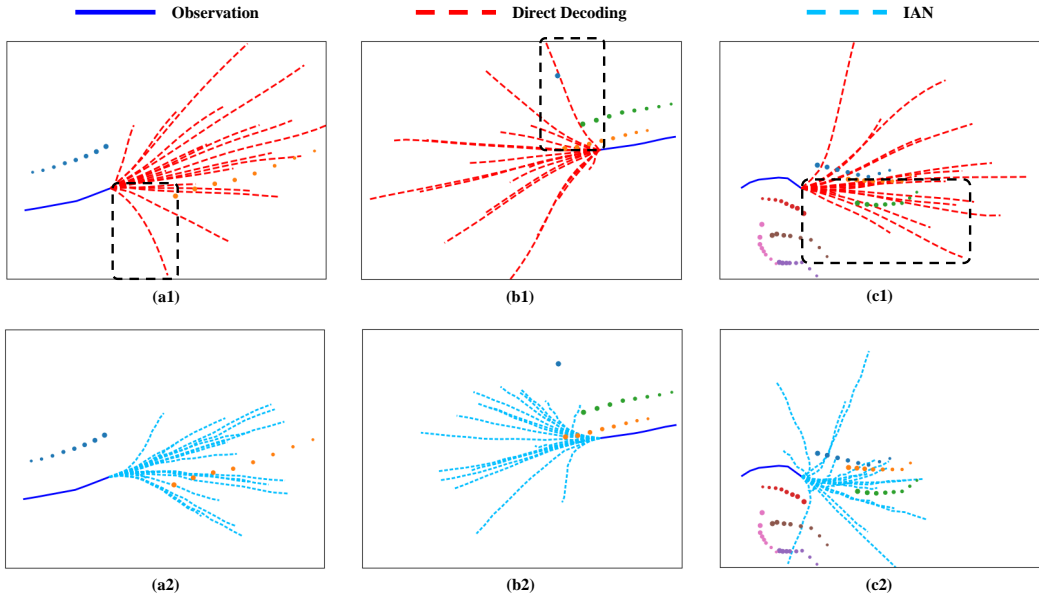 Observation Direct Decoding IAN
(a1) (b1) (c1)
(a2) (b2) (c2)